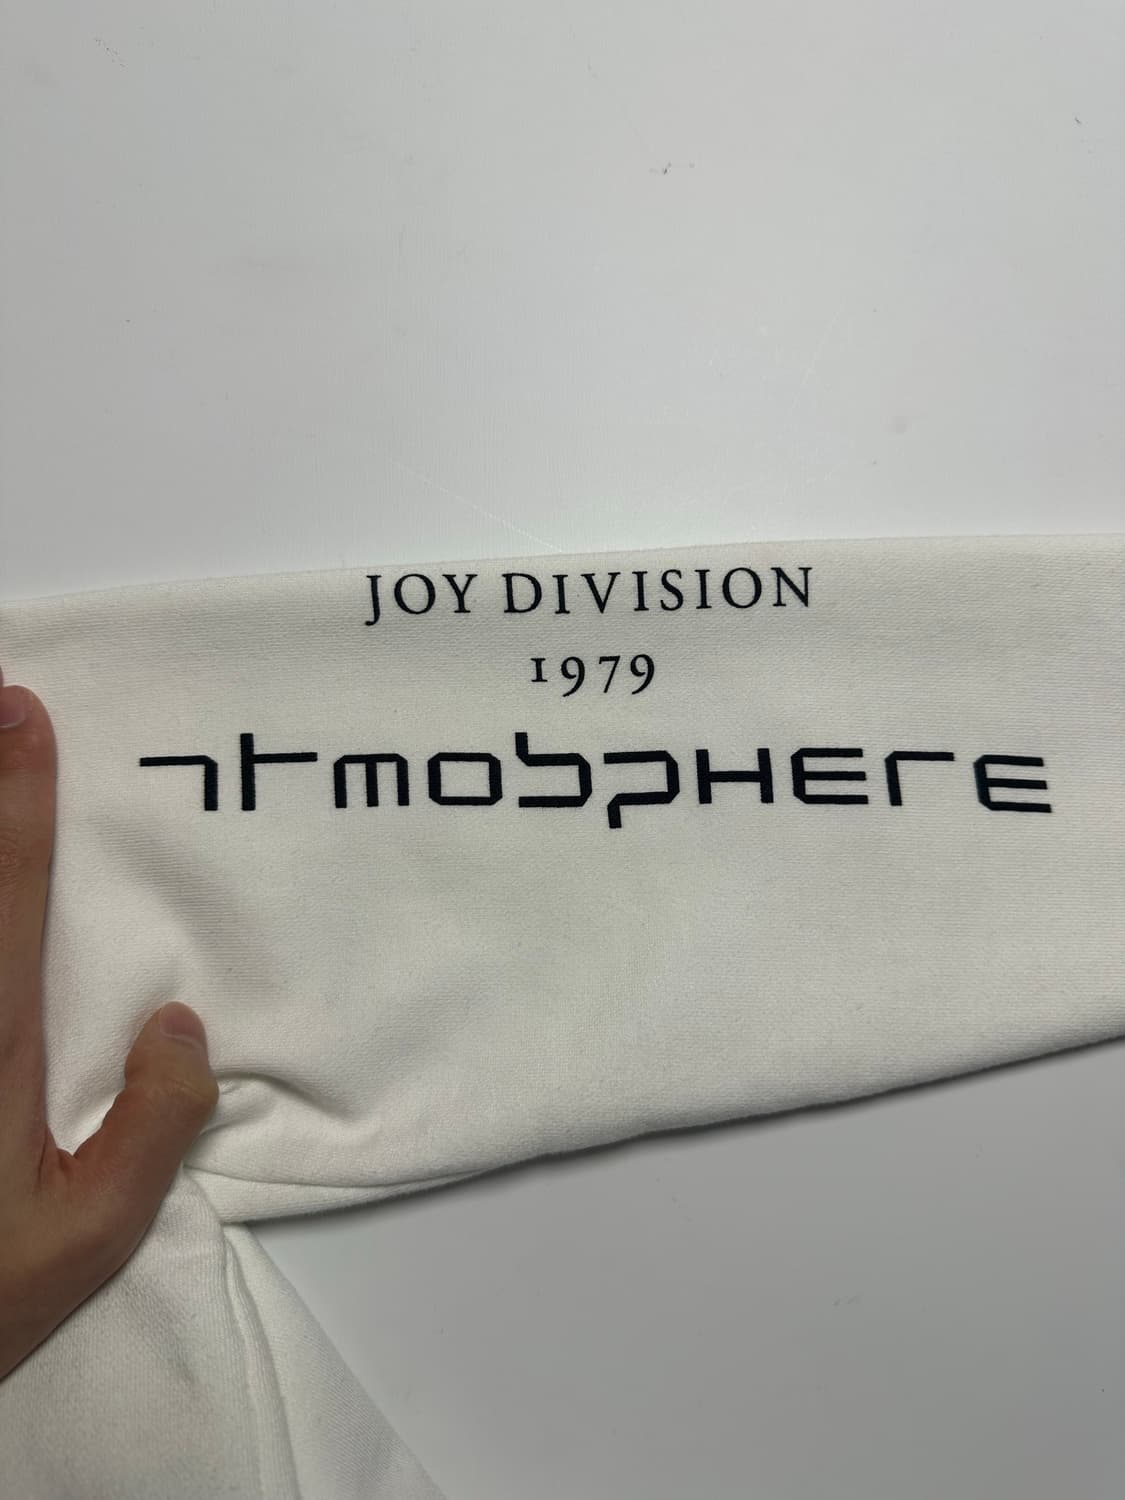 JOY DIVISION
1979
ATMOSPHERE